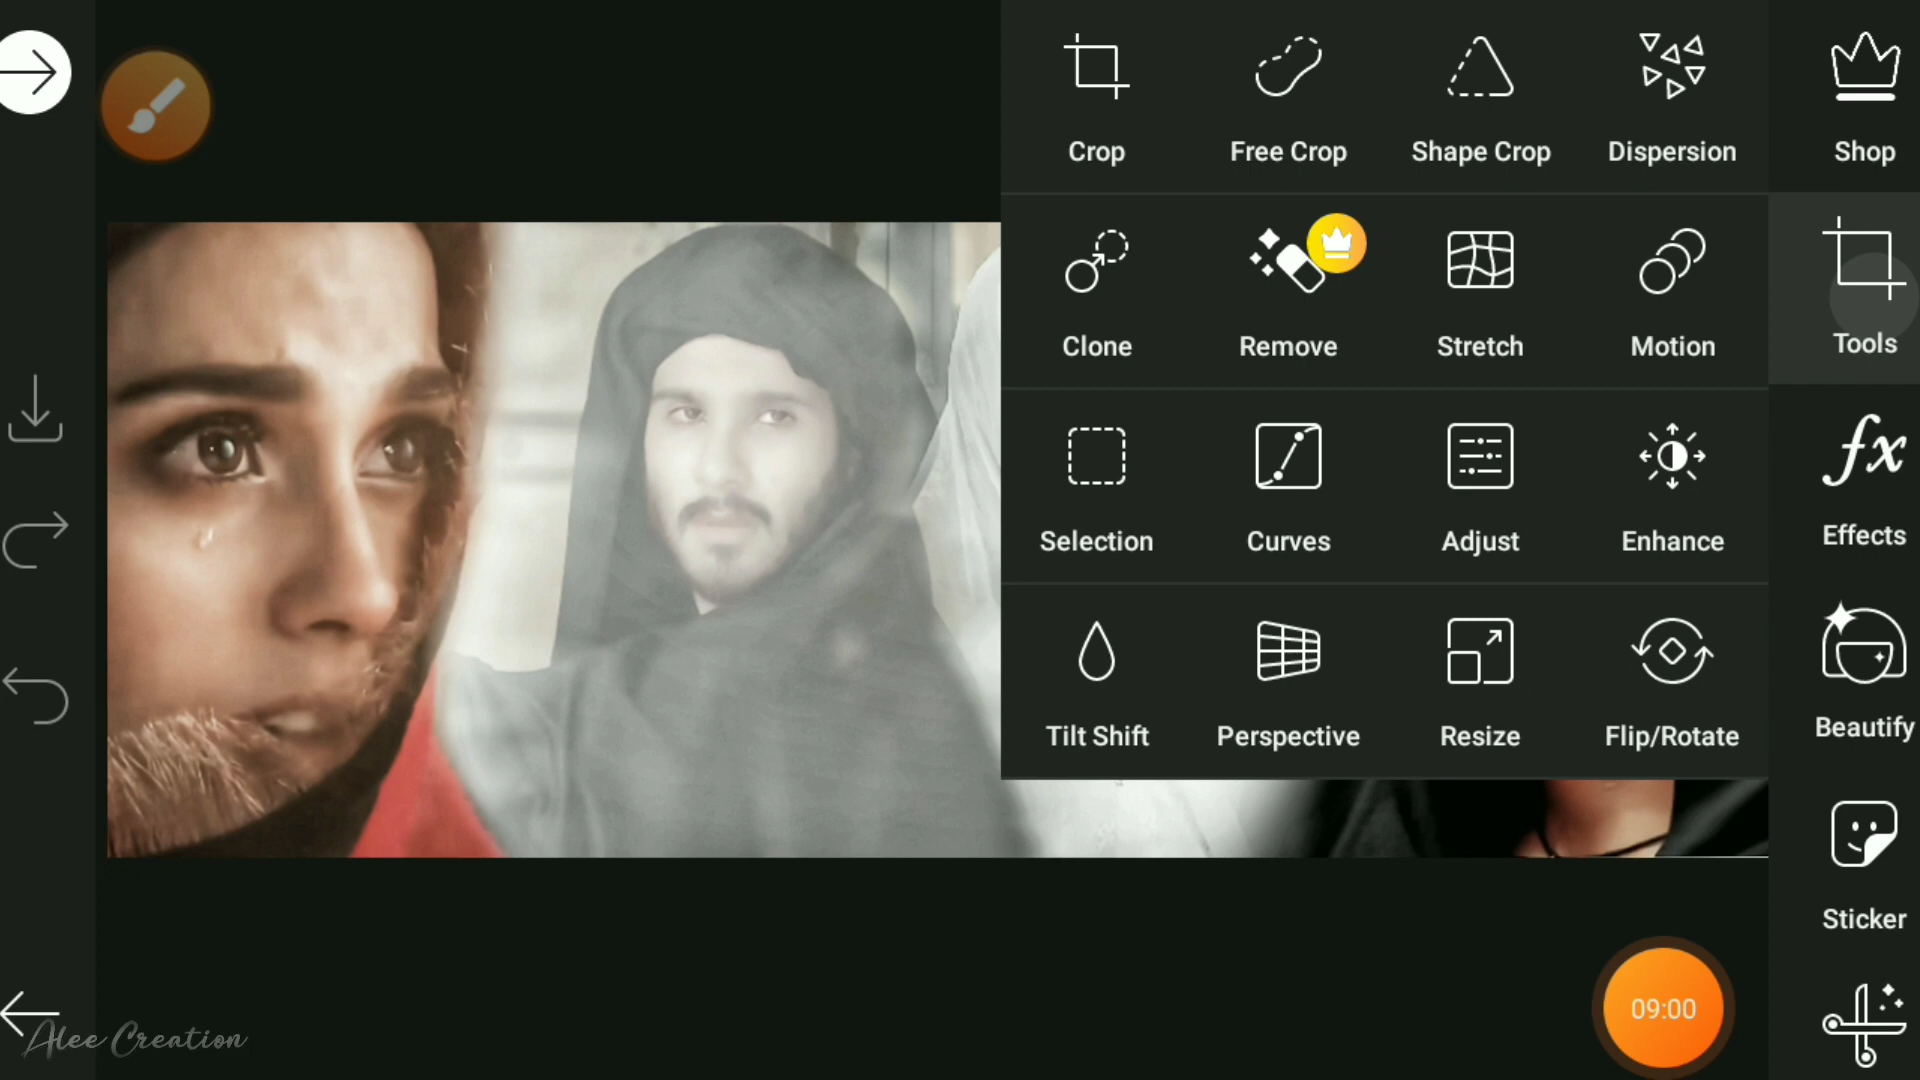 Crop
Free Crop
Shape Crop
Dispersion
Shop
Clone
Remove
Stretch
Motion
Tools
Selection
Curves
Adjust
Enhance
fx
Effects
Tilt Shift
Perspective
Resize
Flip/Rotate
Beautify
Sticker
09:00
Alee Creation